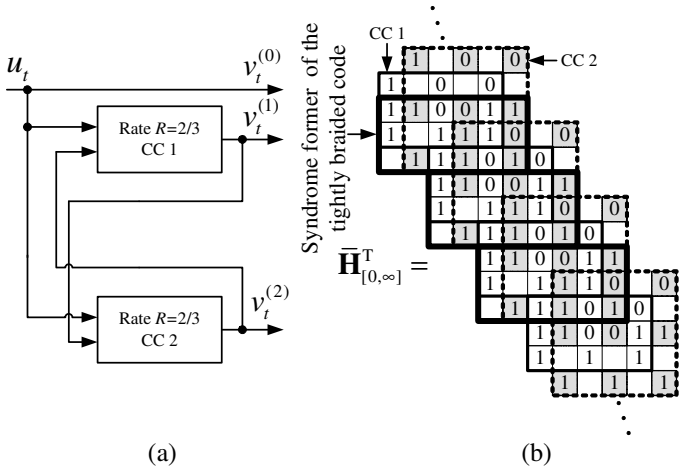 u_t
v_t^{(0)}
v_t^{(1)}
Rate R=2/3
CC 1
v_t^{(2)}
Rate R=2/3
CC 2
(a)
Syndrome former of the
tightly braided code
CC 1
CC 2
1 0 0
1 0 0
1 1 0 0 1 1
1 1 1 1 0 0
1 1 1 0 1 0
1 1 0 0 1 1
1 1 1 1 0 0
1 1 1 0 1 0
1 1 0 0 1 1
1 1 1 1 0 0
1 1 1 0 1 0
1 1 0 0 1 1
1 1 1
1 1 1
H̄^T_{[0,∞]} =
(b)